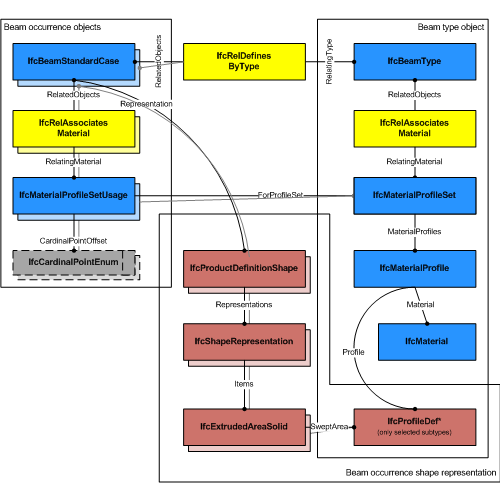 Beam occurrence objects
Beam type object
IfcBeamStandardCase
RelatedObjects
IfcRelDefines
ByType
RelatingType
IfcBeamType
RelatedObjects
Representation
RelatedObjects
IfcRelAssociates
Material
IfcRelAssociates
Material
RelatingMaterial
RelatingMaterial
IfcMaterialProfileSetUsage
ForProfileSet
IfcMaterialProfileSet
CardinalPointOffset
MaterialProfiles
IfcCardinalPointEnum
IfcProductDefinitionShape
IfcMaterialProfile
Representations
Material
IfcShapeRepresentation
IfcMaterial
Profile
Items
IfcExtrudedAreaSolid
SweptArea
IfcProfileDef*
(only selected subtypes)
Beam occurrence shape representation